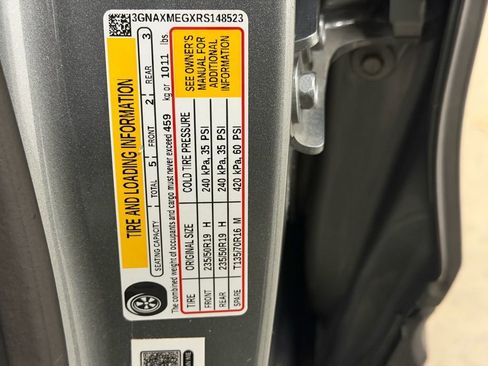 3GNAXMEGXRS148523
TIRE AND LOADING INFORMATION
SEATING CAPACITY | TOTAL 5 | FRONT 2 | REAR 3
The combined weight of occupants and cargo must never exceed 459 kg or 1011 lbs.
TIRE ORIGINAL SIZE COLD TIRE PRESSURE
FRONT 235/50R19 H 240 kPa, 35 PSI
REAR 235/50R19 H 240 kPa, 35 PSI
SPARE T135/70R16 M 420 kPa, 60 PSI
SEE OWNER'S
MANUAL FOR
ADDITIONAL
INFORMATION